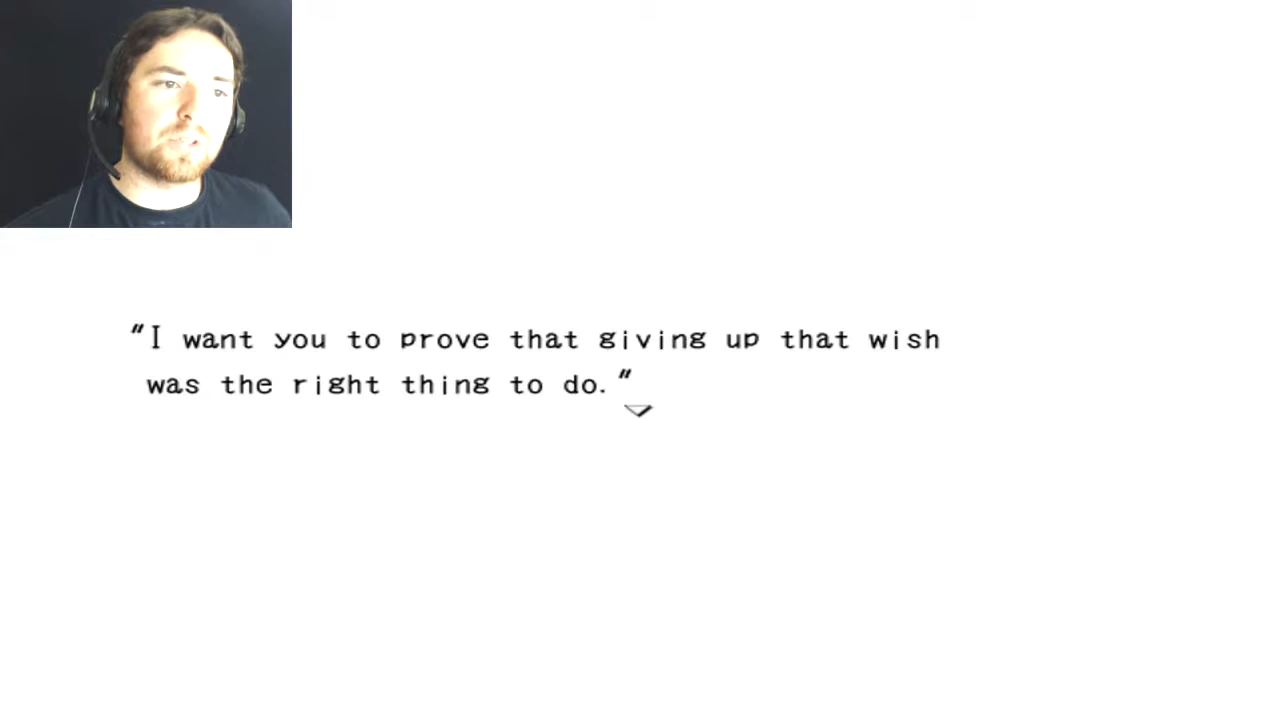 "I want you to prove that giving up that wish
was the right thing to do."